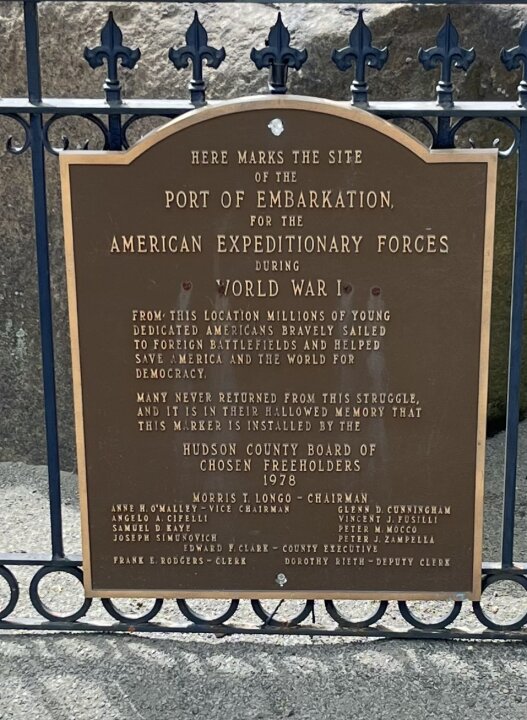 HERE MARKS THE SITE
OF THE
PORT OF EMBARKATION,
FOR THE
AMERICAN EXPEDITIONARY FORCES
DURING
WORLD WAR I
FROM THIS LOCATION MILLIONS OF YOUNG
DEDICATED AMERICANS BRAVELY SAILED
TO FOREIGN BATTLEFIELDS AND HELPED
SAVE AMERICA AND THE WORLD FOR
DEMOCRACY.
MANY NEVER RETURNED FROM THIS STRUGGLE,
AND IT IS IN THEIR HALLOWED MEMORY THAT
THIS MARKER IS INSTALLED BY THE
HUDSON COUNTY BOARD OF
CHOSEN FREEHOLDERS
1978
MORRIS T. LONGO - CHAIRMAN
ANNE H. O'MALLEY - VICE CHAIRMAN GLENN D. CUNNINGHAM
ANGELO A. CIFELLI VINCENT J. FUSILLI
SAMUEL D KAYE PETER M. MOCCO
JOSEPH SIMUNOVICH PETER J. ZAMPELLA
EDWARD F. CLARK - COUNTY EXECUTIVE
FRANK E. RODGERS - CLERK DOROTHY RIETH - DEPUTY CLERK